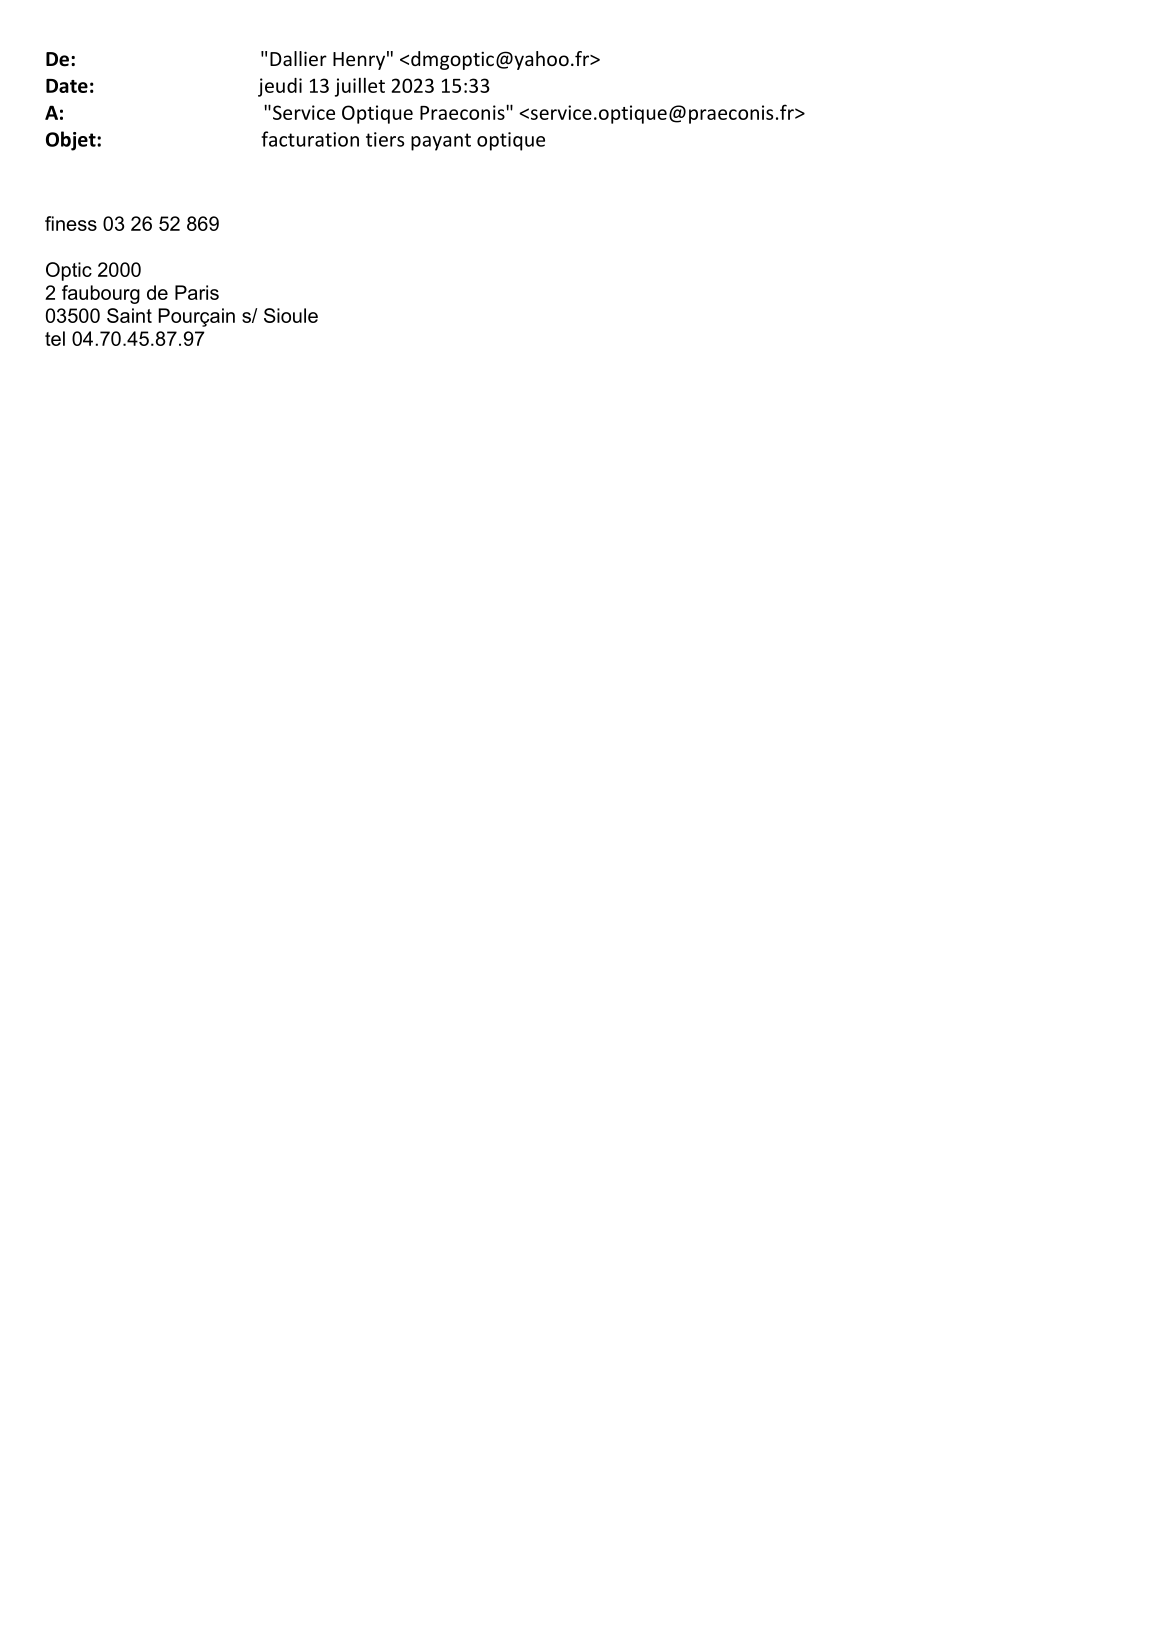 De: "Dallier Henry" <dmgoptic@yahoo.fr>
Date: jeudi 13 juillet 2023 15:33
A: "Service Optique Praeconis" <service.optique@praeconis.fr>
Objet: facturation tiers payant optique
finess 03 26 52 869
Optic 2000
2 faubourg de Paris
03500 Saint Pourçain s/ Sioule
tel 04.70.45.87.97